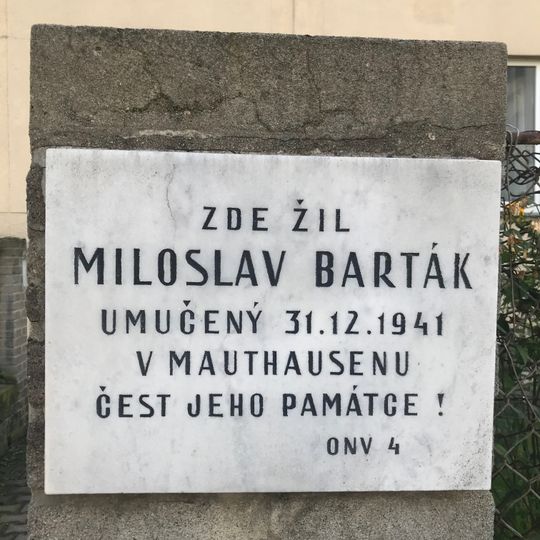 ZDE ŽIL
MILOSLAV BARTÁK
UMUČENÝ 31.12.1941
V MAUTHAUSENU
ČEST JEHO PAMÁTCE !
ONV 4